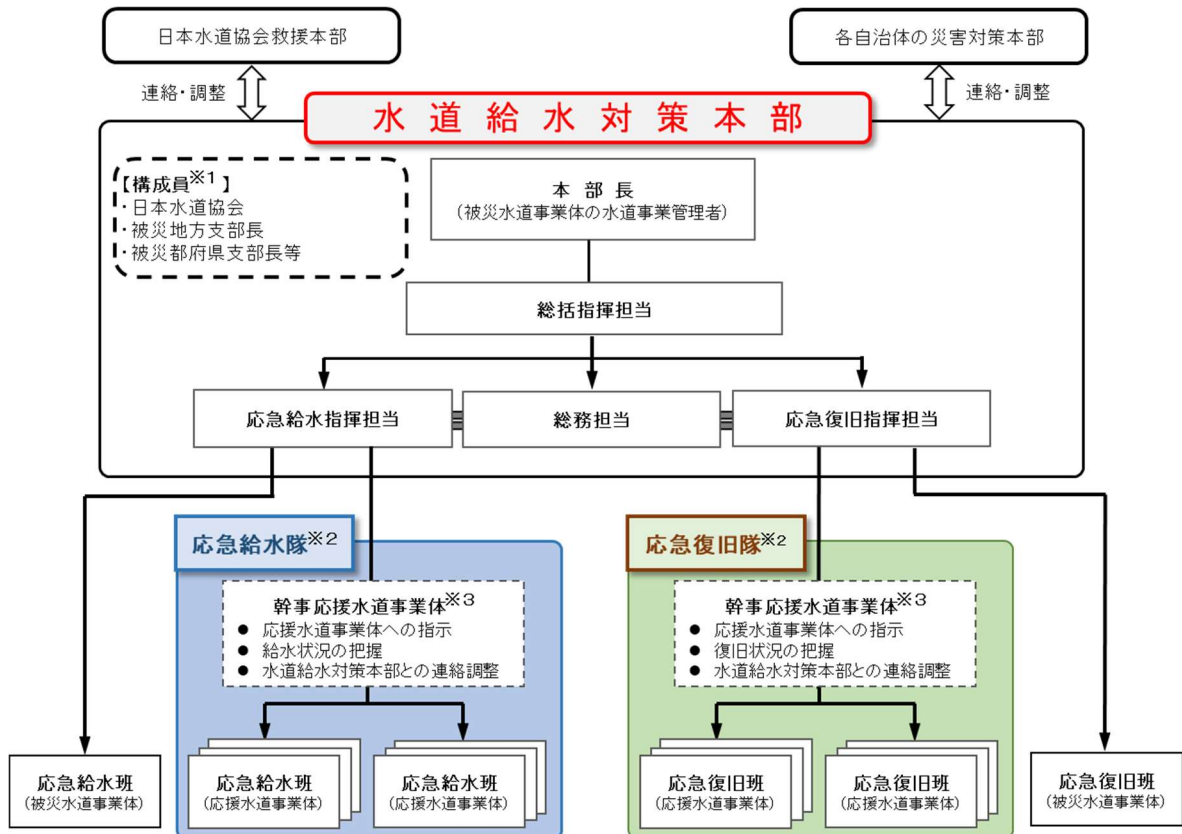 日本水道協会救援本部
各自治体の災害対策本部
連絡・調整
連絡・調整
水道給水対策本部
【構成員※1】
・日本水道協会
・被災地方支部長
・被災都府県支部長等
本部長
(被災水道事業体の水道事業管理者)
総括指揮担当
応急給水指揮担当
総務担当
応急復旧指揮担当
応急給水隊※2
応急復旧隊※2
幹事応援水道事業体※3
● 応援水道事業体への指示
● 給水状況の把握
● 水道給水対策本部との連絡調整
幹事応援水道事業体※3
● 応援水道事業体への指示
● 復旧状況の把握
● 水道給水対策本部との連絡調整
応急給水班
(被災水道事業体)
応急給水班
(応援水道事業体)
応急給水班
(応援水道事業体)
応急復旧班
(応援水道事業体)
応急復旧班
(応援水道事業体)
応急復旧班
(被災水道事業体)